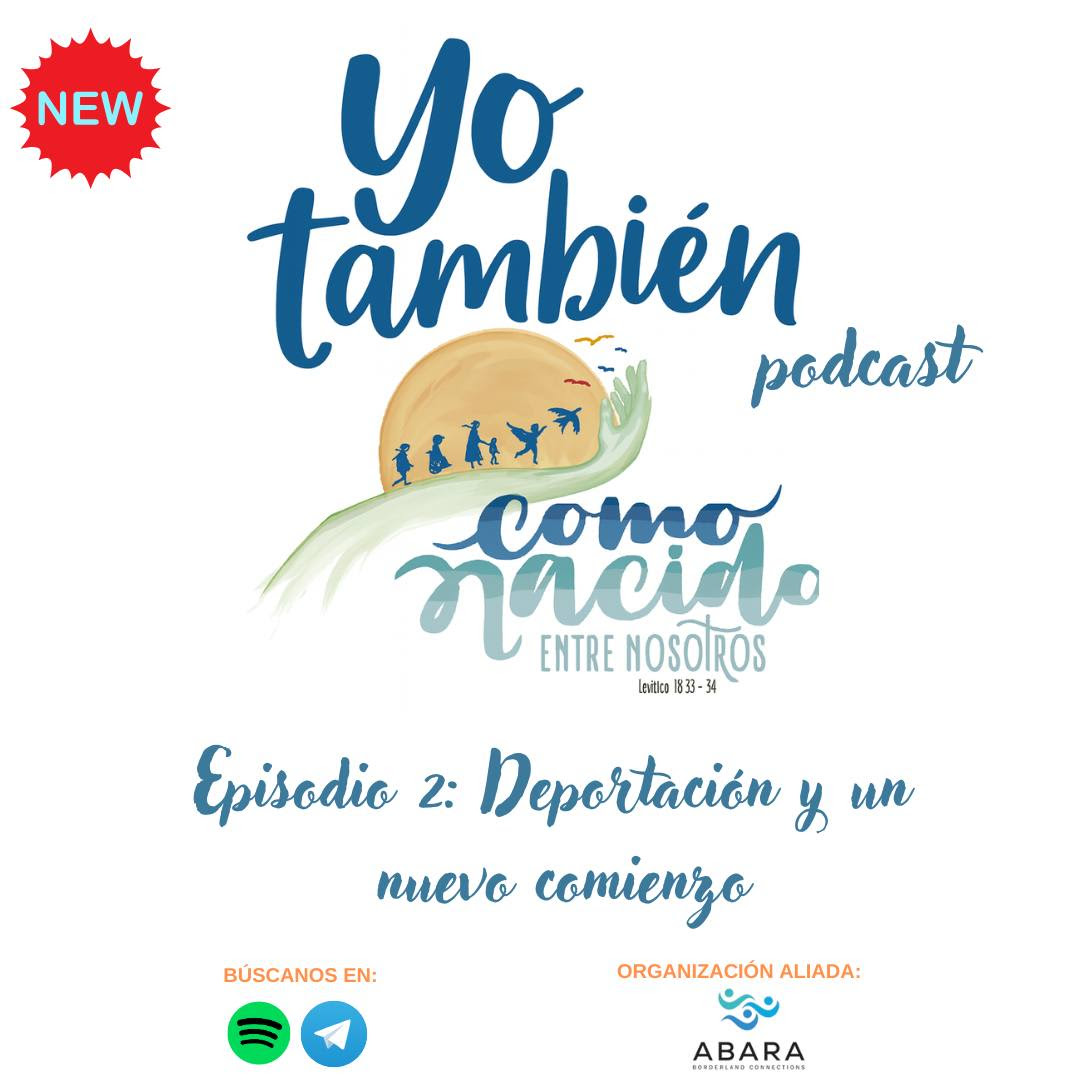 NEW
yo
también
podcast
como
nacido
ENTRE NOSOTROS
Levitico 18 33 - 34
Episodio 2: Deportación y un
nuevo comienzo
BÚSCANOS EN:
ORGANIZACIÓN ALIADA:
ABARA
BORDERLAND CONNECTIONS